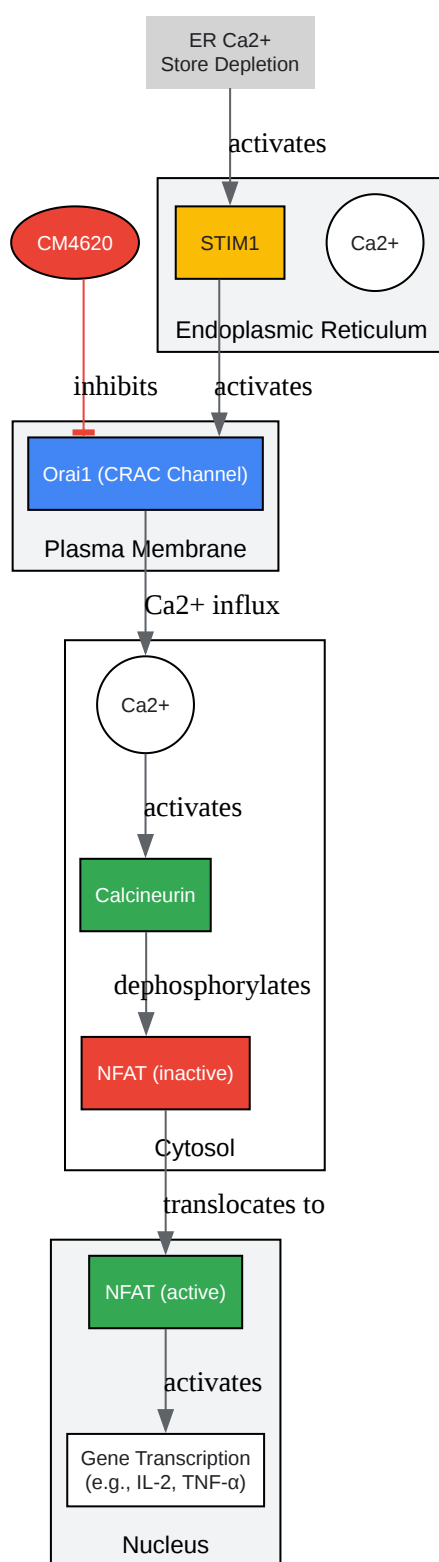 ER Ca2+
Store Depletion
activates
CM4620
STIM1
Ca2+
Endoplasmic Reticulum
inhibits
activates
Orai1 (CRAC Channel)
Plasma Membrane
Ca2+ influx
Ca2+
activates
Calcineurin
dephosphorylates
NFAT (inactive)
Cytosol
translocates to
NFAT (active)
activates
Gene Transcription
(e.g., IL-2, TNF-α)
Nucleus